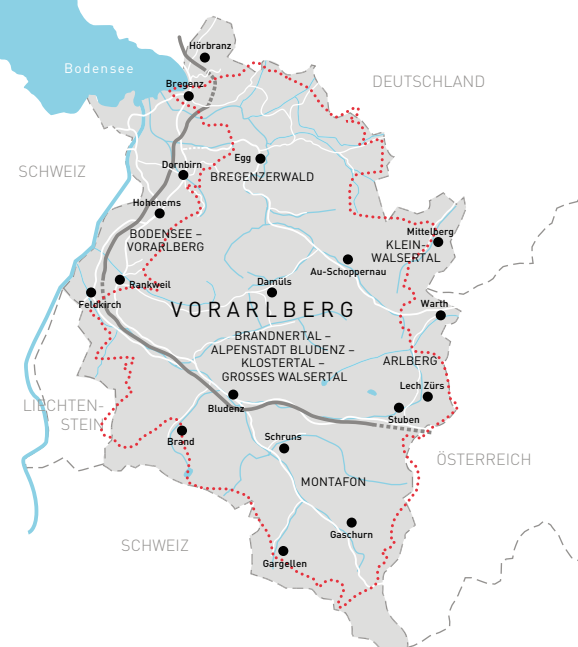 Hörbranz
Bodensee
DEUTSCHLAND
Bregenz
SCHWEIZ
Dornbirn
Egg
BREGENZERWALD
Hohenems
BODENSEE –
VORARLBERG
Mittelberg
KLEIN-
WALSERTAL
Au-Schoppernau
Rankweil
Damüls
Feldkirch
VORARLBERG
Warth
BRANDNERTAL –
ALPENSTADT BLUDENZ –
KLOSTERTAL –
GROSSES WALSERTAL
ARLBERG
Lech Zürs
Bludenz
Stuben
LIECHTEN-
STEIN
Brand
Schruns
ÖSTERREICH
MONTAFON
Gaschurn
SCHWEIZ
Gargellen